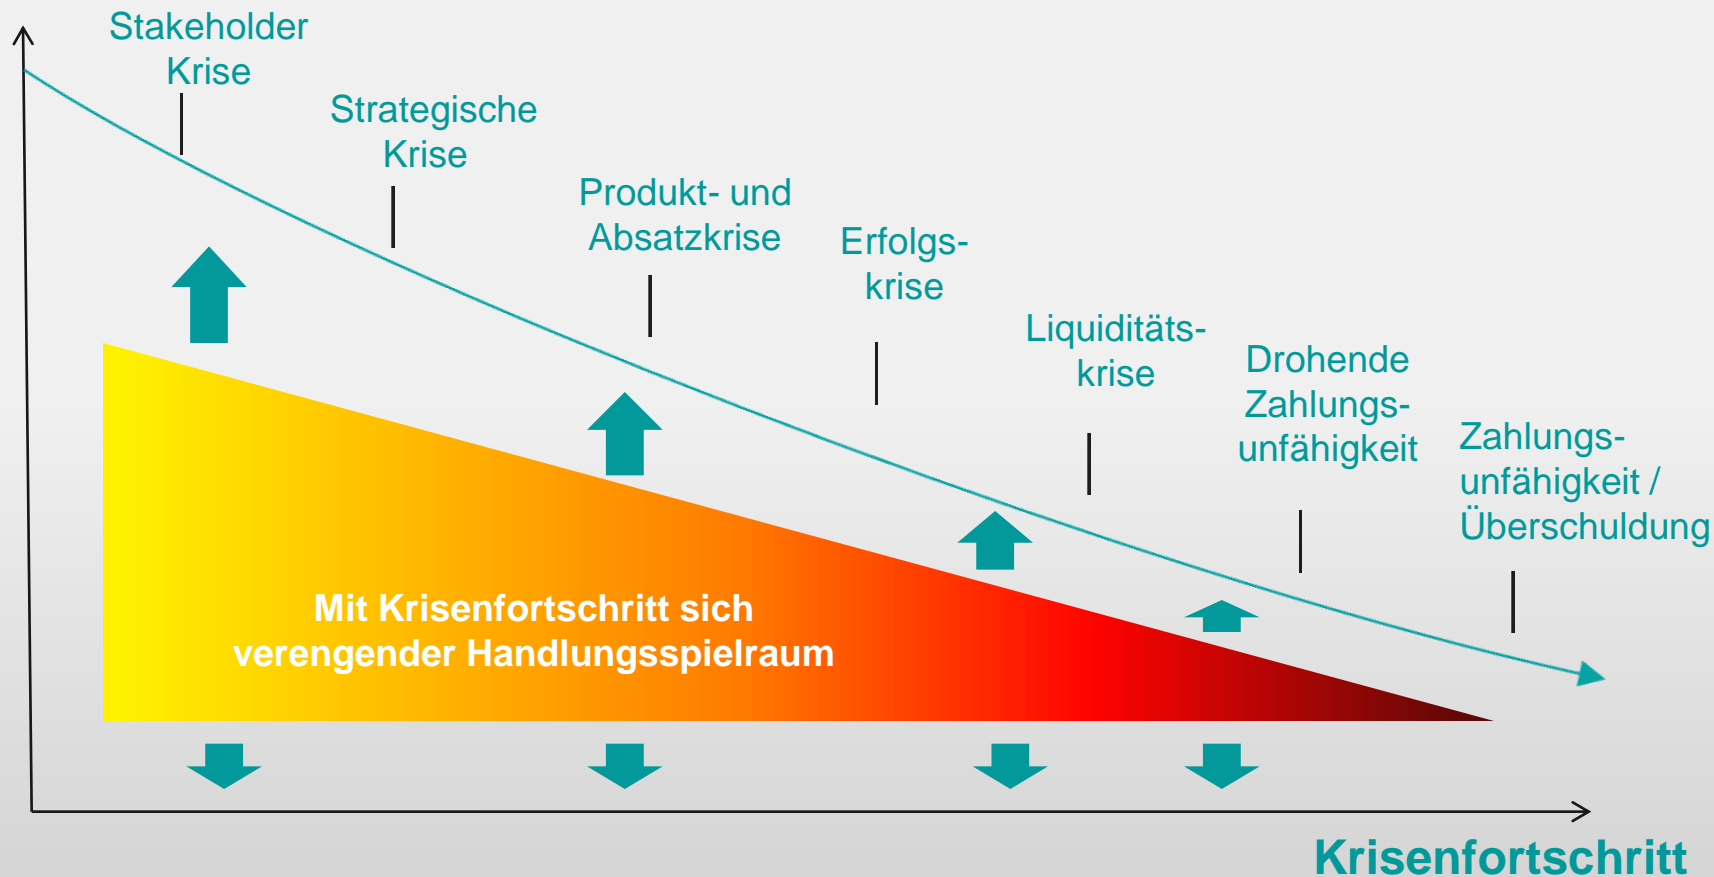 Stakeholder
Krise
Strategische
Krise
Produkt- und
Absatzkrise
Erfolgs-
krise
Liquiditäts-
krise
Drohende
Zahlungs-
unfähigkeit
Zahlungs-
unfähigkeit /
Überschuldung
Mit Krisenfortschritt sich
verengender Handlungsspielraum
Krisenfortschritt